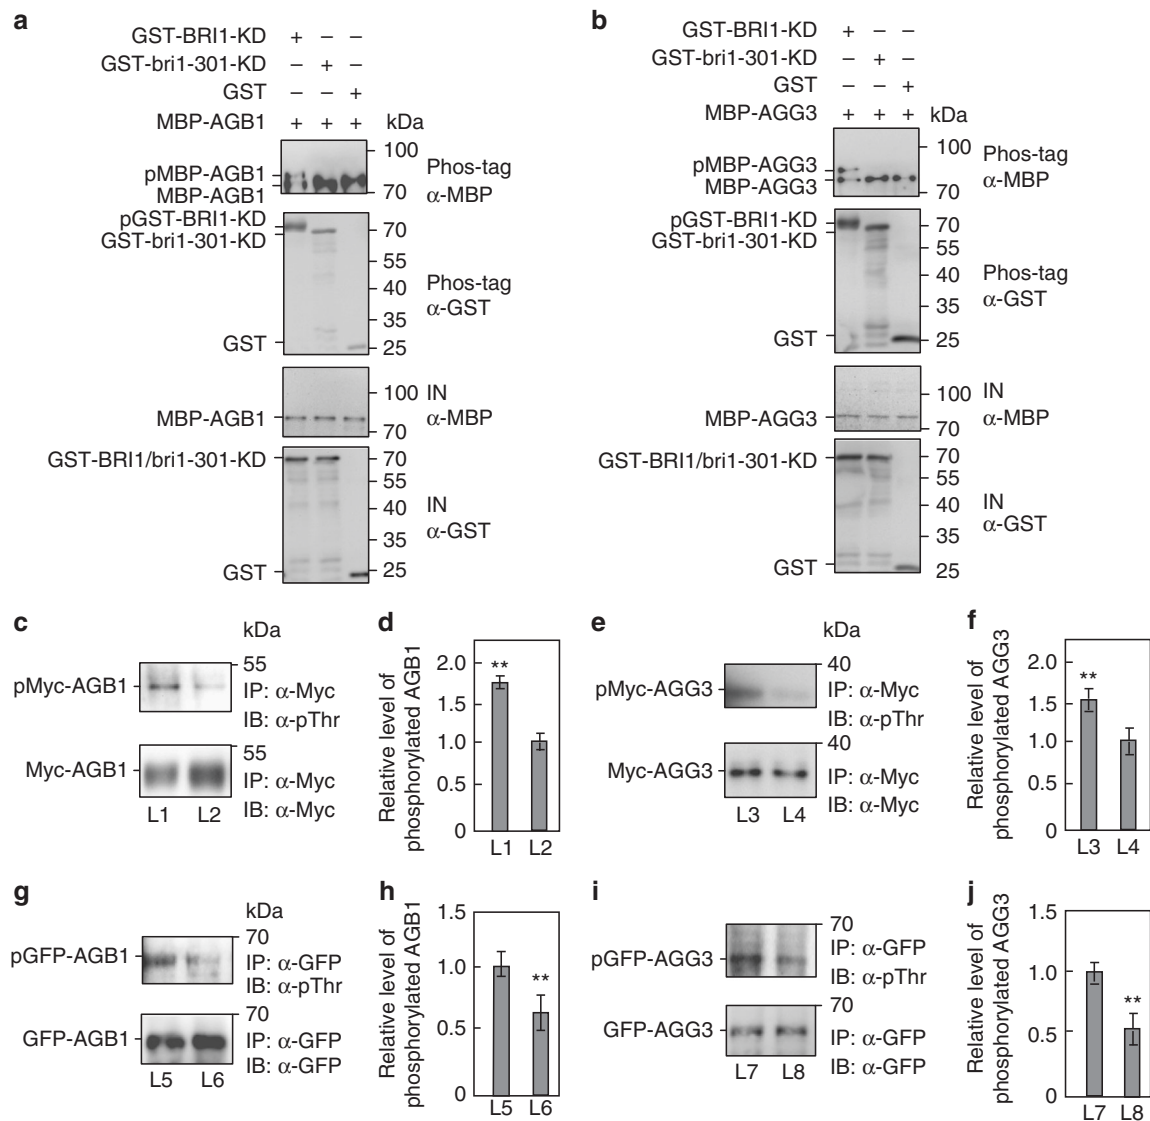 a
GST-BRI1-KD + – –
GST-bri1-301-KD – + –
GST – – +
MBP-AGB1 + + + kDa
100
pMBP-AGB1
MBP-AGB1
70
Phos-tag
α-MBP
pGST-BRI1-KD
GST-bri1-301-KD
70
55
40
35
25
Phos-tag
α-GST
GST
MBP-AGB1
100
70
IN
α-MBP
GST-BRI1/bri1-301-KD
70
55
40
35
25
IN
α-GST
GST
b
GST-BRI1-KD + – –
GST-bri1-301-KD – + –
GST – – +
MBP-AGG3 + + + kDa
100
pMBP-AGG3
MBP-AGG3
70
Phos-tag
α-MBP
pGST-BRI1-KD
GST-bri1-301-KD
70
55
40
35
25
Phos-tag
α-GST
GST
MBP-AGG3
100
70
IN
α-MBP
GST-BRI1/bri1-301-KD
70
55
40
35
25
IN
α-GST
GST
c
kDa
55
pMyc-AGB1
IP: α-Myc
IB: α-pThr
55
Myc-AGB1
IP: α-Myc
IB: α-Myc
L1 L2
d
Relative level of
phosphorylated AGB1
2.0
1.5
1.0
0.5
0
**
L1 L2
e
kDa
40
pMyc-AGG3
IP: α-Myc
IB: α-pThr
40
Myc-AGG3
IP: α-Myc
IB: α-Myc
L3 L4
f
Relative level of
phosphorylated AGG3
2.0
1.5
1.0
0.5
0
**
L3 L4
g
kDa
70
pGFP-AGB1
IP: α-GFP
IB: α-pThr
70
GFP-AGB1
IP: α-GFP
IB: α-GFP
L5 L6
h
Relative level of
phosphorylated AGB1
1.5
1.0
0.5
0
**
L5 L6
i
70
pGFP-AGG3
IP: α-GFP
IB: α-pThr
70
GFP-AGG3
IP: α-GFP
IB: α-GFP
L7 L8
j
Relative level of
phosphorylated AGG3
1.5
1.0
0.5
0
**
L7 L8